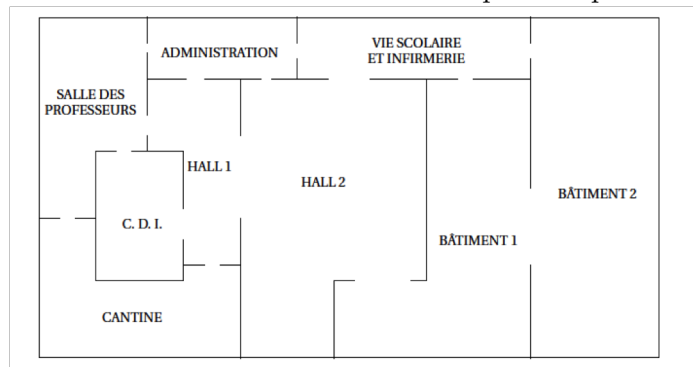 ADMINISTRATION
VIE SCOLAIRE
ET INFIRMERIE
SALLE DES
PROFESSEURS
HALL 1
HALL 2
BÂTIMENT 2
C. D. I.
BÂTIMENT 1
CANTINE